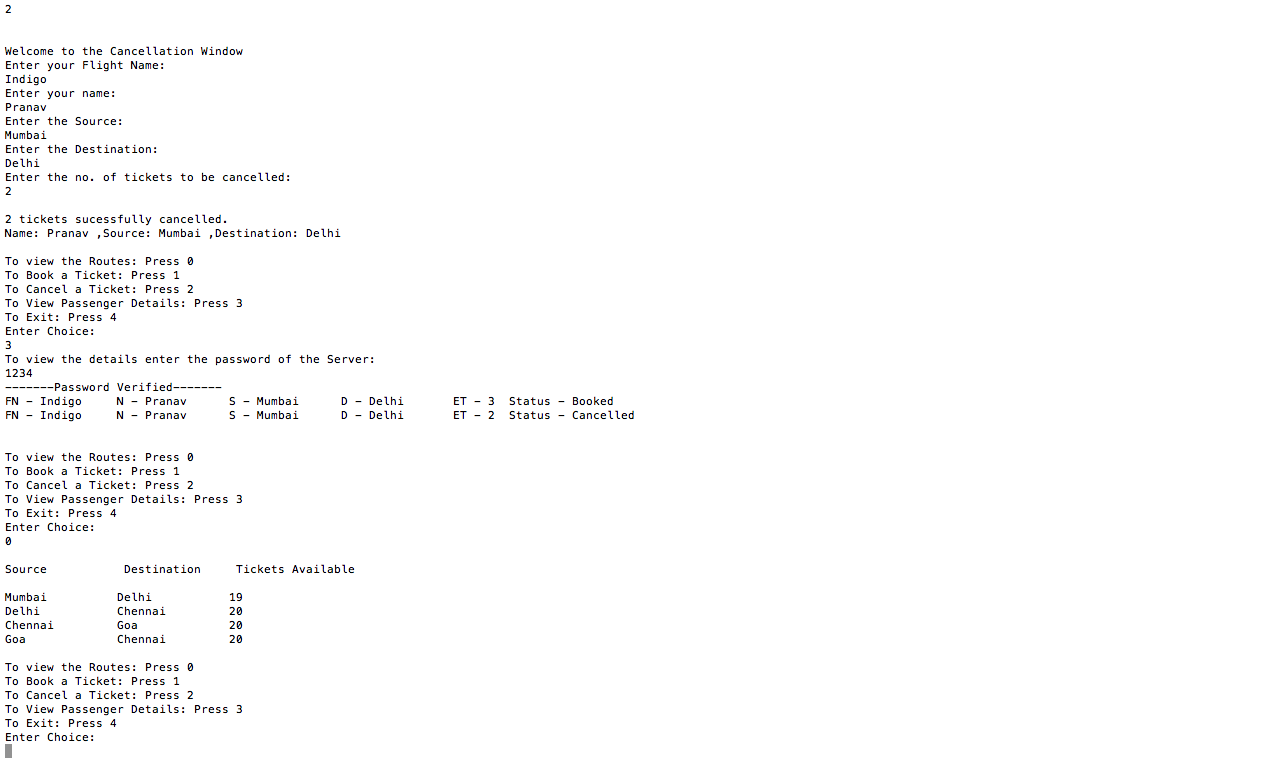 2
Welcome to the Cancellation Window
Enter your Flight Name:
Indigo
Enter your name:
Pranav
Enter the Source:
Mumbai
Enter the Destination:
Delhi
Enter the no. of tickets to be cancelled:
2
2 tickets sucessfully cancelled.
Name: Pranav ,Source: Mumbai ,Destination: Delhi
To view the Routes: Press 0
To Book a Ticket: Press 1
To Cancel a Ticket: Press 2
To View Passenger Details: Press 3
To Exit: Press 4
Enter Choice:
3
To view the details enter the password of the Server:
1234
-------Password Verified-------
FN - Indigo     N - Pranav      S - Mumbai      D - Delhi       ET - 3  Status - Booked
FN - Indigo     N - Pranav      S - Mumbai      D - Delhi       ET - 2  Status - Cancelled
To view the Routes: Press 0
To Book a Ticket: Press 1
To Cancel a Ticket: Press 2
To View Passenger Details: Press 3
To Exit: Press 4
Enter Choice:
0
Source           Destination     Tickets Available
Mumbai          Delhi           19
Delhi           Chennai         20
Chennai         Goa             20
Goa             Chennai         20
To view the Routes: Press 0
To Book a Ticket: Press 1
To Cancel a Ticket: Press 2
To View Passenger Details: Press 3
To Exit: Press 4
Enter Choice: